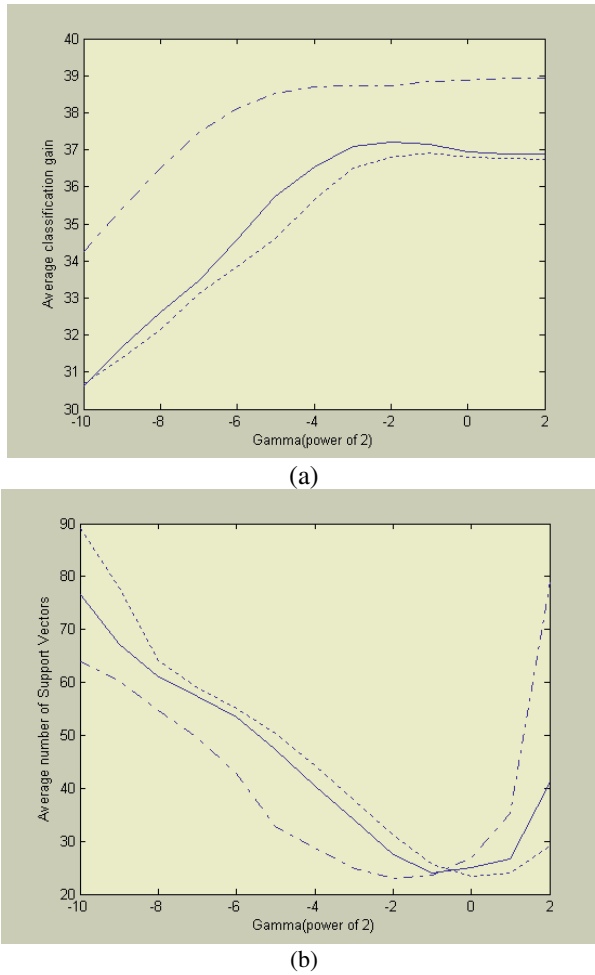 40
39
38
37
36
35
34
33
32
31
30
Average classification gain
-10 -8 -6 -4 -2 0 2
Gamma(power of 2)
(a)
90
80
70
60
50
40
30
20
Average number of Support Vectors
-10 -8 -6 -4 -2 0 2
Gamma(power of 2)
(b)